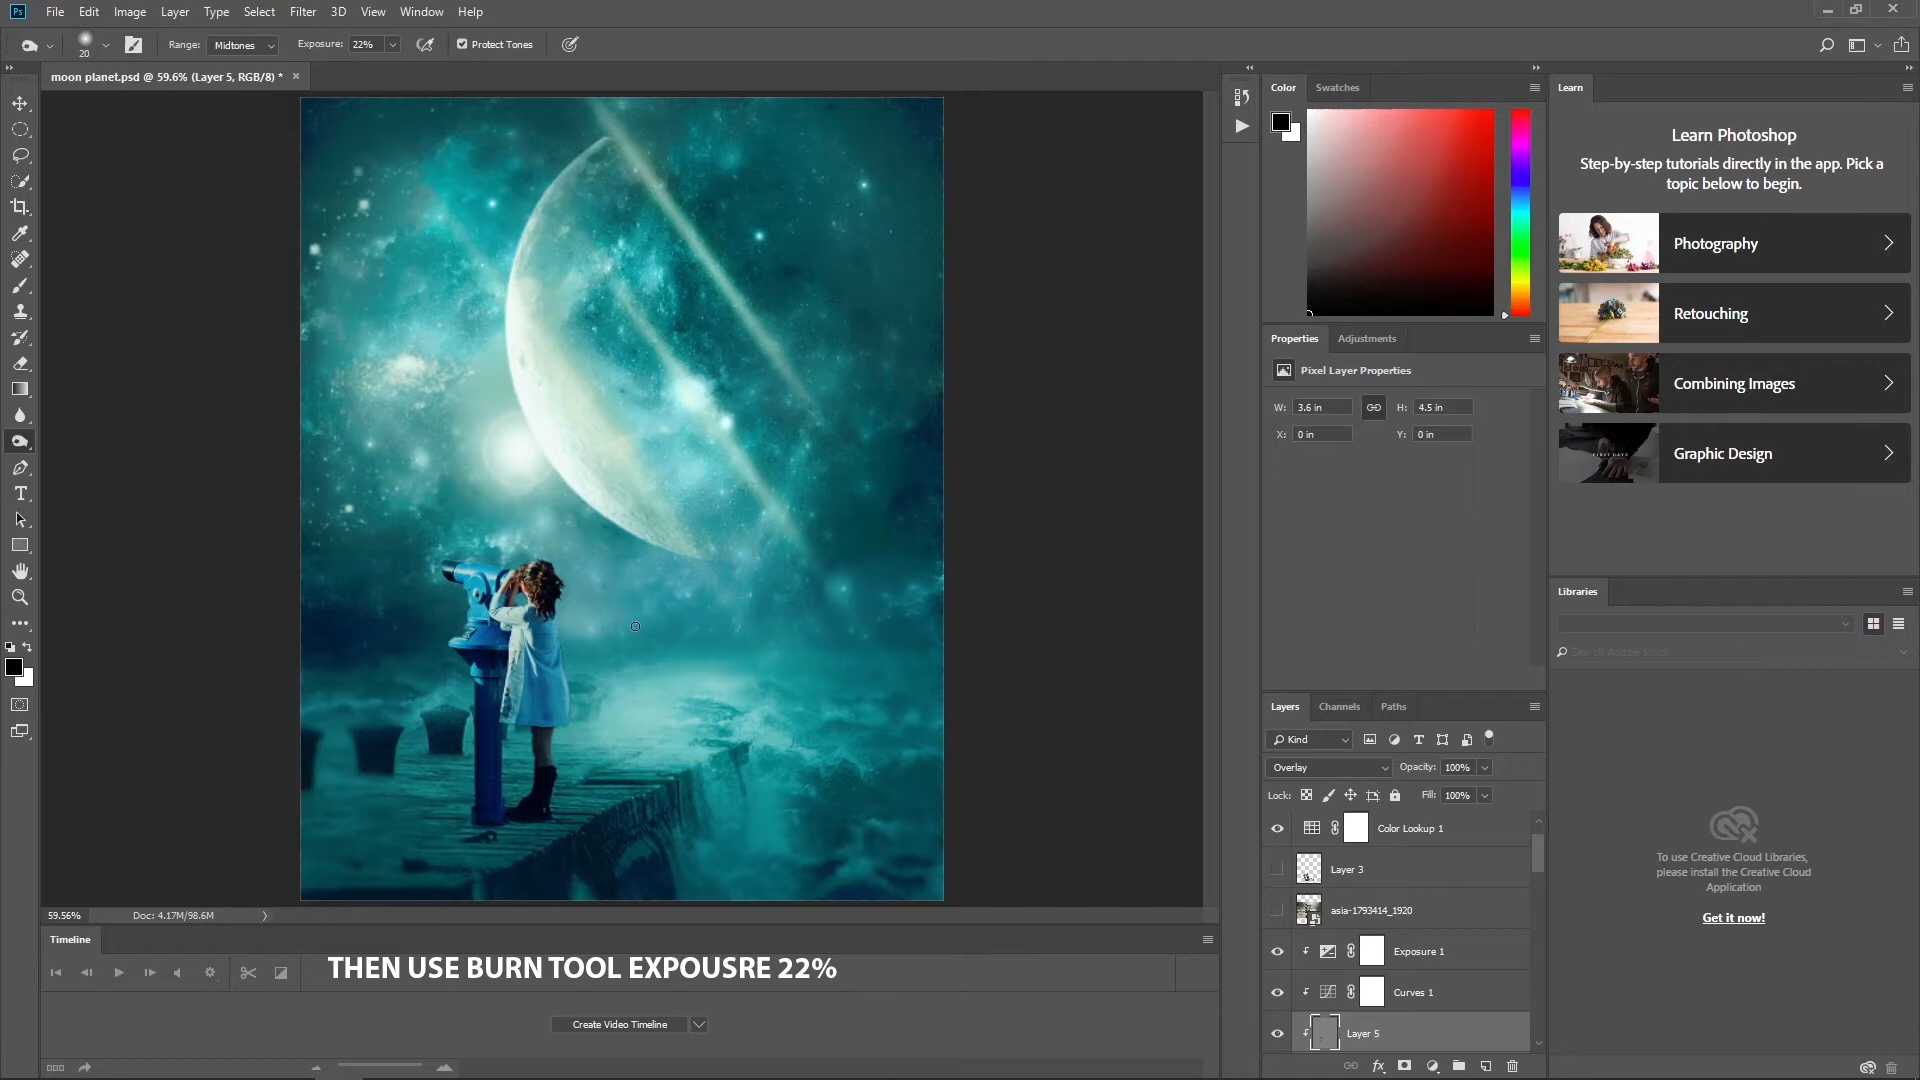 Ps File Edit Image Layer Type Select Filter 3D View Window Help
20 Range: Midtones Exposure: 22% Protect Tones
moon planet.psd @ 59.6% (Layer 5, RGB/8) * ×
Color Swatches
Learn
Learn Photoshop
Step-by-step tutorials directly in the app. Pick a
topic below to begin.
Photography
Retouching
Combining Images
Graphic Design
Properties Adjustments
Pixel Layer Properties
W: 3.6 in H: 4.5 in
X: 0 in Y: 0 in
Libraries
Search Adobe Stock
To use Creative Cloud Libraries,
please install the Creative Cloud
Application
Get it now!
Layers Channels Paths
Kind
Overlay Opacity: 100%
Lock: Fill: 100%
Color Lookup 1
Layer 3
asia-1793414_1920
Exposure 1
Curves 1
Layer 5
fx
59.56% Doc: 4.17M/98.6M
Timeline
THEN USE BURN TOOL EXPOUSRE 22%
Create Video Timeline